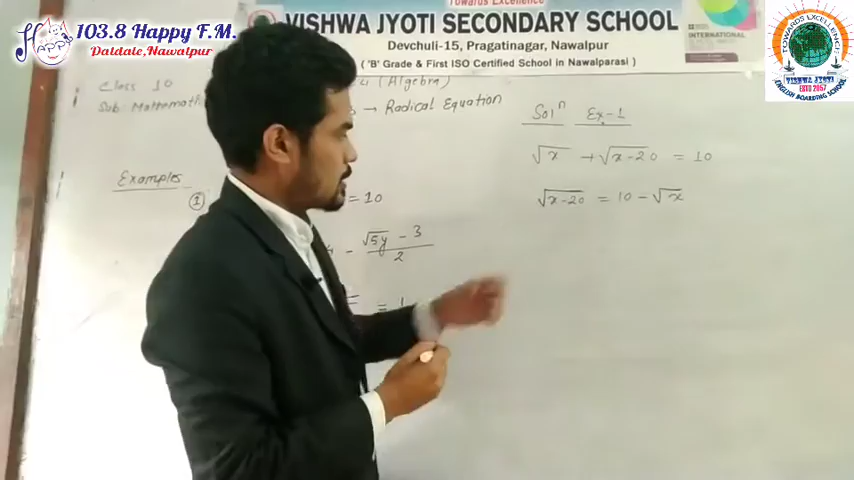 103.8 Happy F.M.
Daldale, Nawalpur
HAPPY
Towards Excellence
VISHWA JYOTI SECONDARY SCHOOL
Devchuli-15, Pragatinagar, Nawalpur
( 'B' Grade & First ISO Certified School in Nawalparasi )
INTERNATIONAL
TOWARDS EXCELLENCE
VISHWA JYOTI
ESTD 2057
ENGLISH BOARDING SCHOOL
Class 10
(Algebra)
Sub: Mathemati
→ Radical Equation
Examples
①
= 10
- √5y - 3
2
=
Solⁿ Ex-1
√x + √x-20 = 10
√x-20 = 10 - √x